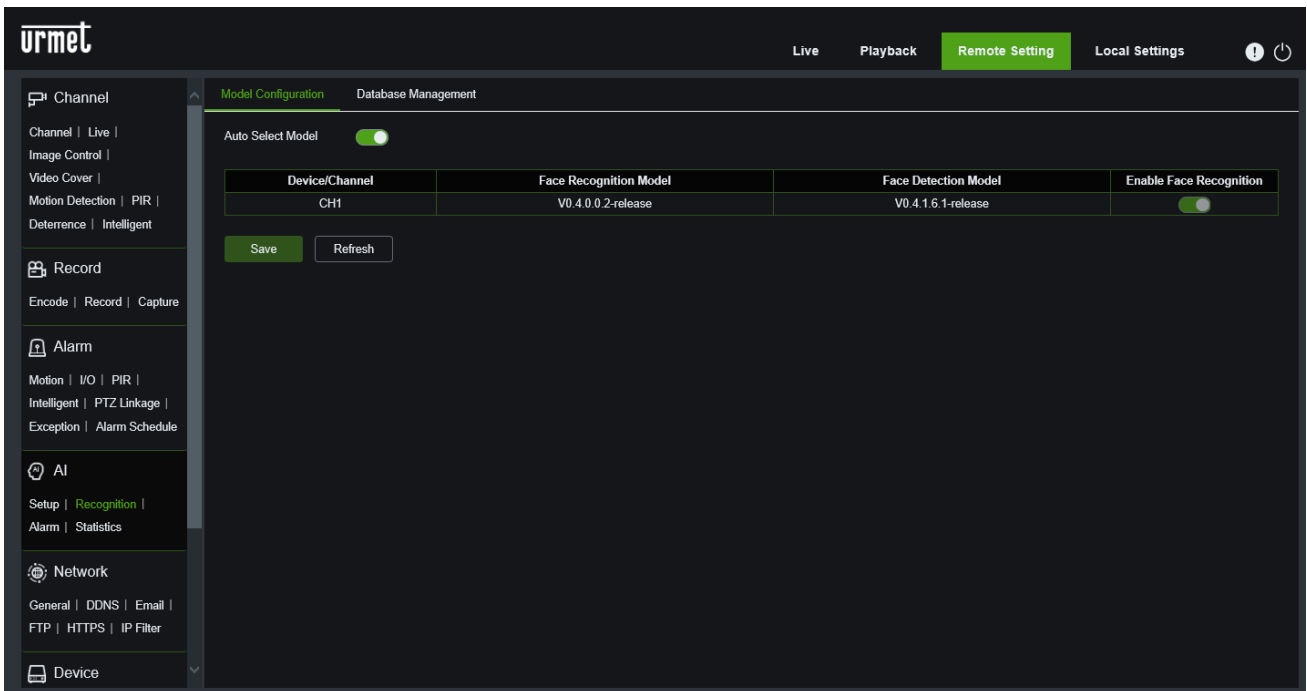 urmet
Live Playback Remote Setting Local Settings
Channel
Channel | Live |
Image Control |
Video Cover |
Motion Detection | PIR |
Deterrence | Intelligent
Record
Encode | Record | Capture
Alarm
Motion | I/O | PIR |
Intelligent | PTZ Linkage |
Exception | Alarm Schedule
AI
AI
Setup | Recognition |
Alarm | Statistics
Network
General | DDNS | Email |
FTP | HTTPS | IP Filter
Device
Model Configuration Database Management
Auto Select Model
Device/Channel Face Recognition Model Face Detection Model Enable Face Recognition
CH1 V0.4.0.0.2-release V0.4.1.6.1-release
Save Refresh